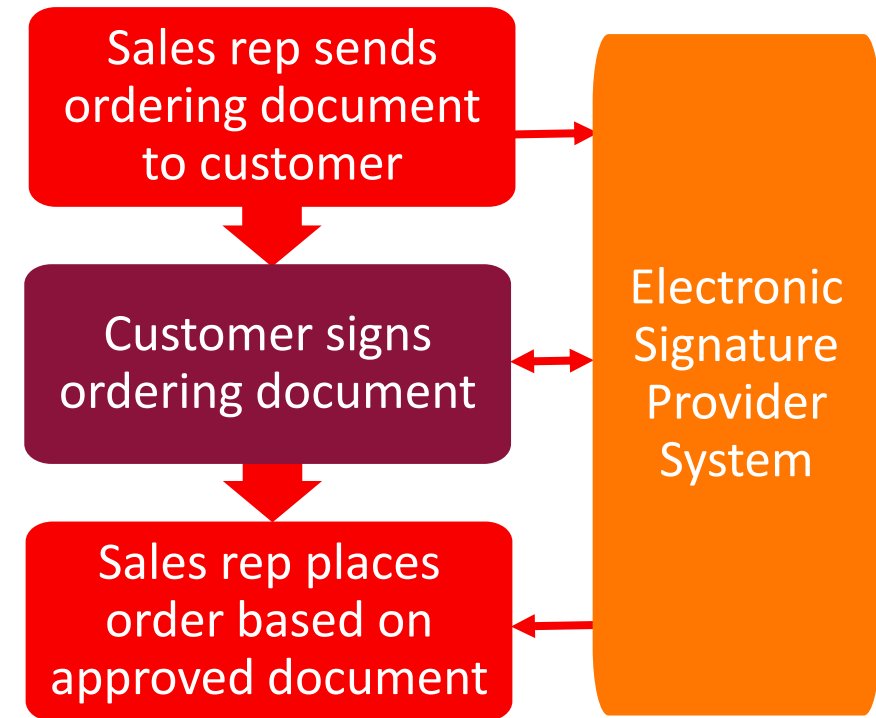 Sales rep sends
ordering document
to customer
Customer signs
ordering document
Sales rep places
order based on
approved document
Electronic
Signature
Provider
System